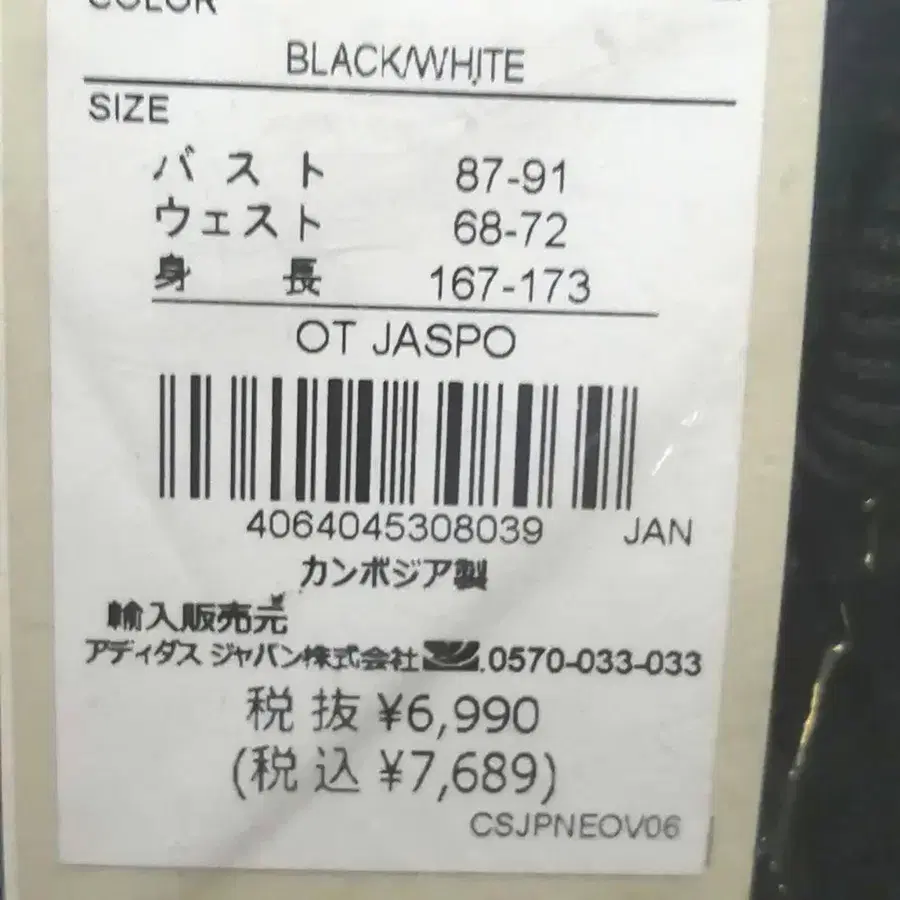 COLOR
BLACK/WHITE
SIZE
バスト 87-91
ウェスト 68-72
身長 167-173
OT JASPO
4064045308039 JAN
カンボジア製
輸入販売元
アディダス ジャパン株式会社 .0570-033-033
税抜 ¥6,990
(税込 ¥7,689)
CSJPNEOV06